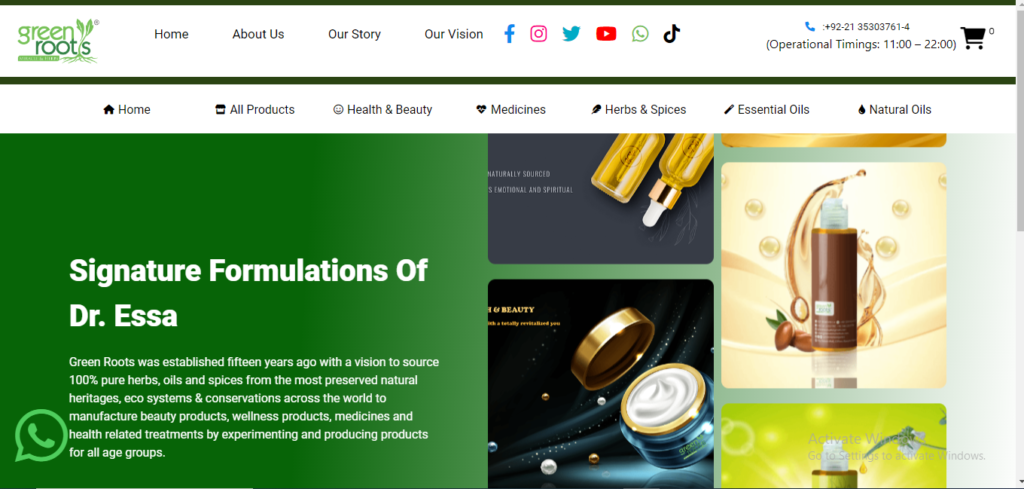 green
roots
®
Home
About Us
Our Story
Our Vision
:+92-21 35303761-4
(Operational Timings: 11:00 – 22:00)
0
Home
All Products
Health & Beauty
Medicines
Herbs & Spices
Essential Oils
Natural Oils
NATURALLY SOURCED
S EMOTIONAL AND SPIRITUAL
Signature Formulations Of
Dr. Essa
H & BEAUTY
with a totally revitalized you
Green Roots was established fifteen years ago with a vision to source
100% pure herbs, oils and spices from the most preserved natural
heritages, eco systems & conservations across the world to
manufacture beauty products, wellness products, medicines and
health related treatments by experimenting and producing products
for all age groups.
green
Activate Win
Go to Settings to activate Windows.